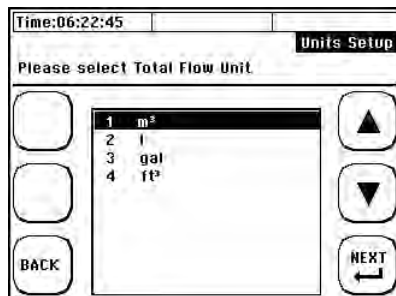 Time:06:22:45
Units Setup
Please select Total Flow Unit
1 m³
2 l
3 gal
4 ft³
BACK
NEXT